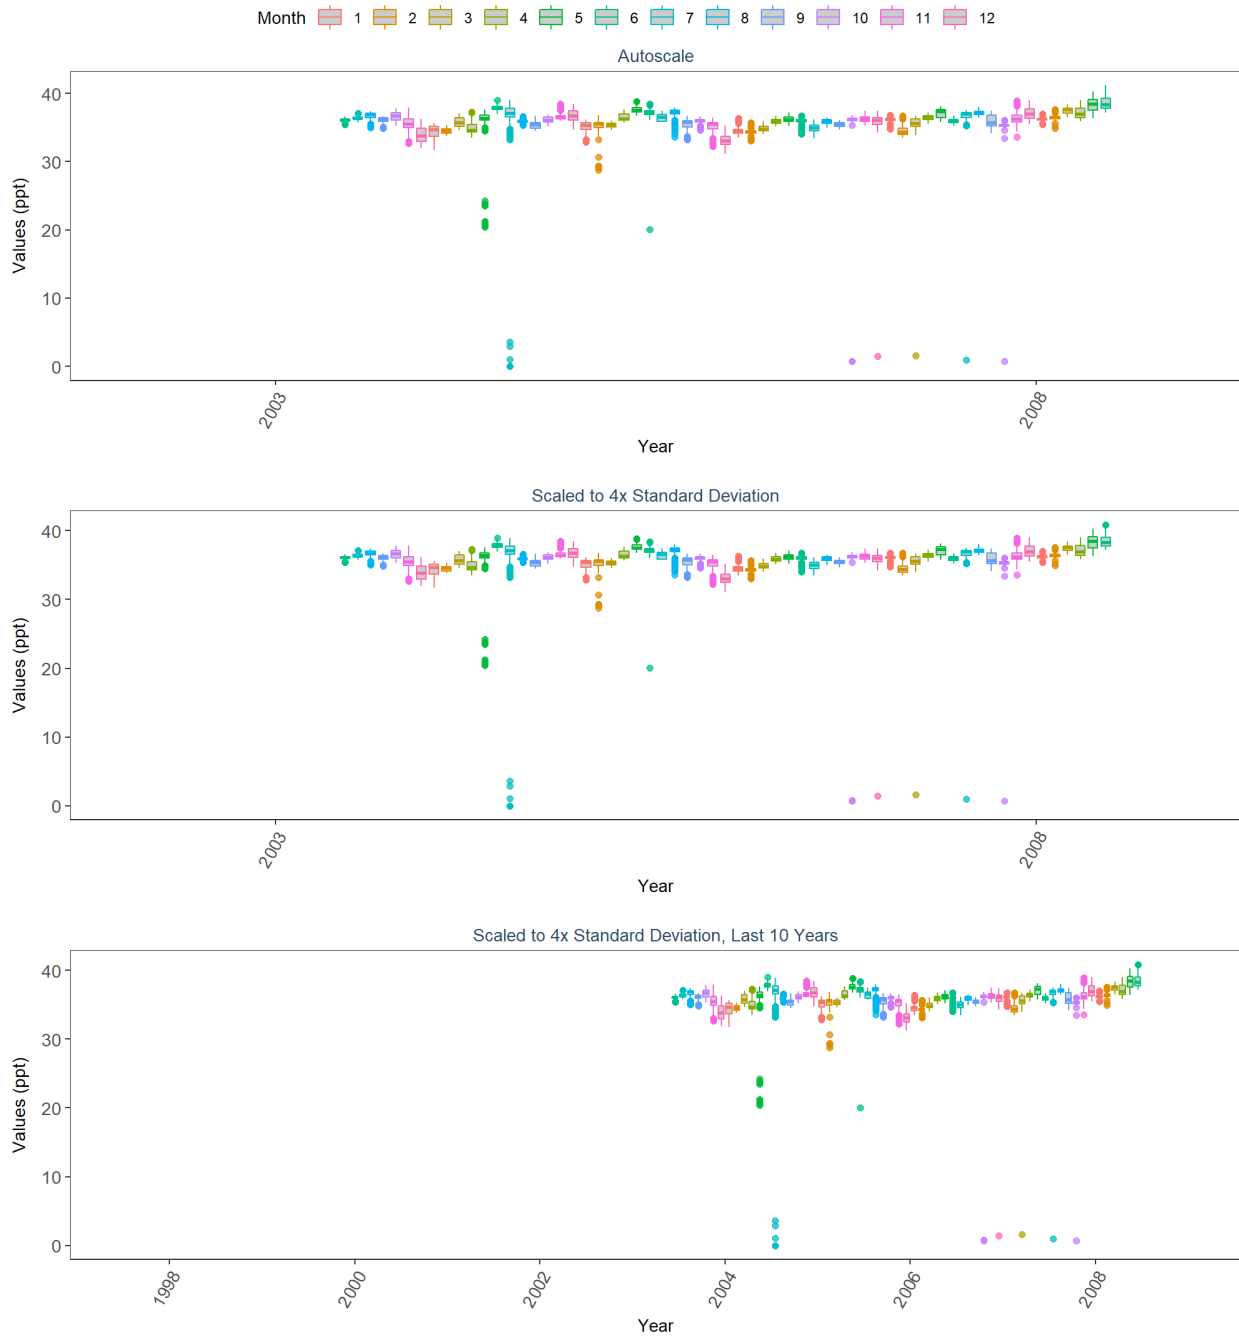 Month 1 2 3 4 5 6 7 8 9 10 11 12
Autoscale
40
30
20
10
0
Values (ppt)
2003 2008
Year
Scaled to 4x Standard Deviation
40
30
20
10
0
Values (ppt)
2003 2008
Year
Scaled to 4x Standard Deviation, Last 10 Years
40
30
20
10
0
Values (ppt)
1998 2000 2002 2004 2006 2008
Year